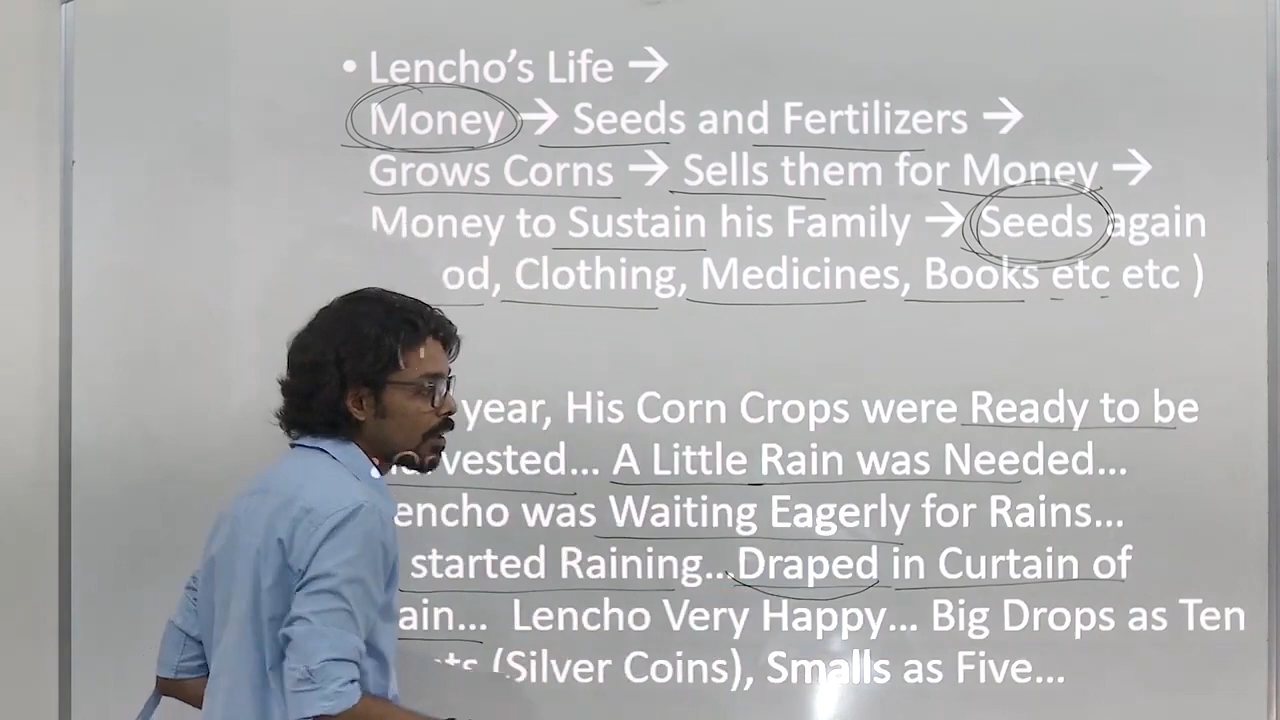 • Lencho's Life →
Money → Seeds and Fertilizers →
Grows Corns → Sells them for Money →
Money to Sustain his Family → Seeds again
od, Clothing, Medicines, Books etc etc )
year, His Corn Crops were Ready to be
vested... A Little Rain was Needed...
encho was Waiting Eagerly for Rains...
started Raining...Draped in Curtain of
ain... Lencho Very Happy... Big Drops as Ten
(Silver Coins), Smalls as Five...